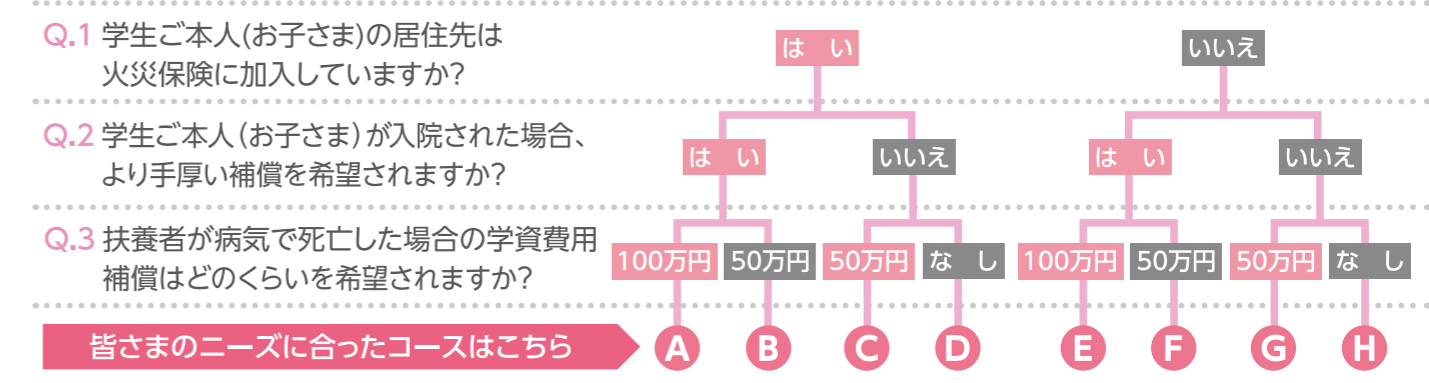 Q.1 学生ご本人(お子さま)の居住先は
火災保険に加入していますか?
は い いいえ
Q.2 学生ご本人(お子さま)が入院された場合、
より手厚い補償を希望されますか?
は い いいえ は い いいえ
Q.3 扶養者が病気で死亡した場合の学資費用
補償はどのくらいを希望されますか?
100万円 50万円 50万円 な し 100万円 50万円 50万円 な し
皆さまのニーズに合ったコースはこちら A B C D E F G H